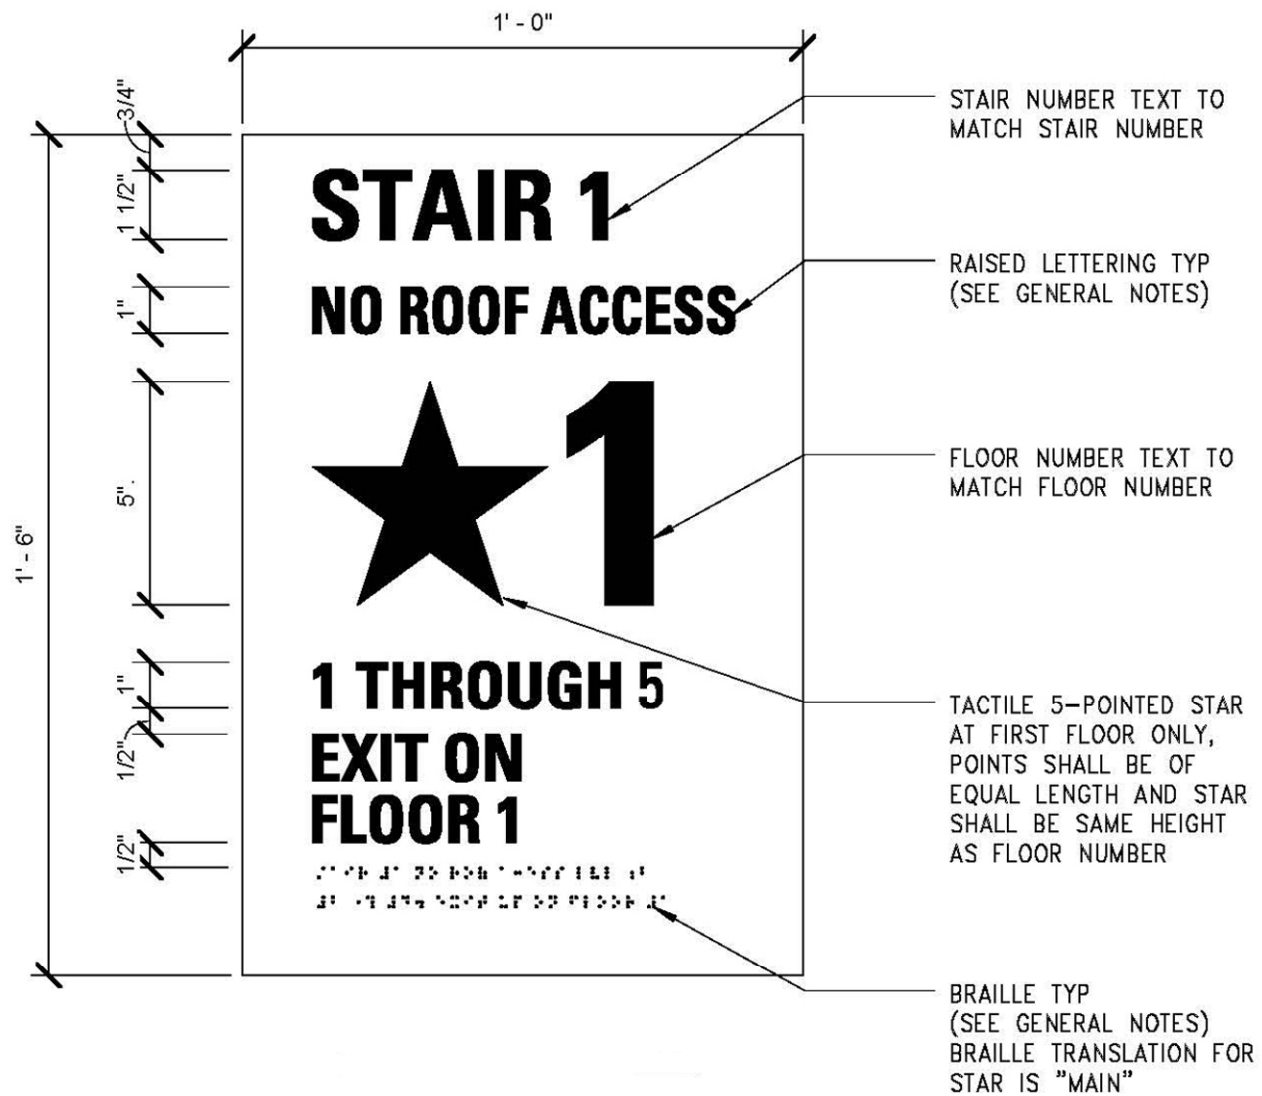 1' - 0"
3/4"
1 1/2"
1"
5".
1' - 6"
1"
1/2"
1/2"
STAIR 1
NO ROOF ACCESS
★1
1 THROUGH 5
EXIT ON
FLOOR 1
STAIR NUMBER TEXT TO
MATCH STAIR NUMBER
RAISED LETTERING TYP
(SEE GENERAL NOTES)
FLOOR NUMBER TEXT TO
MATCH FLOOR NUMBER
TACTILE 5-POINTED STAR
AT FIRST FLOOR ONLY,
POINTS SHALL BE OF
EQUAL LENGTH AND STAR
SHALL BE SAME HEIGHT
AS FLOOR NUMBER
BRAILLE TYP
(SEE GENERAL NOTES)
BRAILLE TRANSLATION FOR
STAR IS "MAIN"